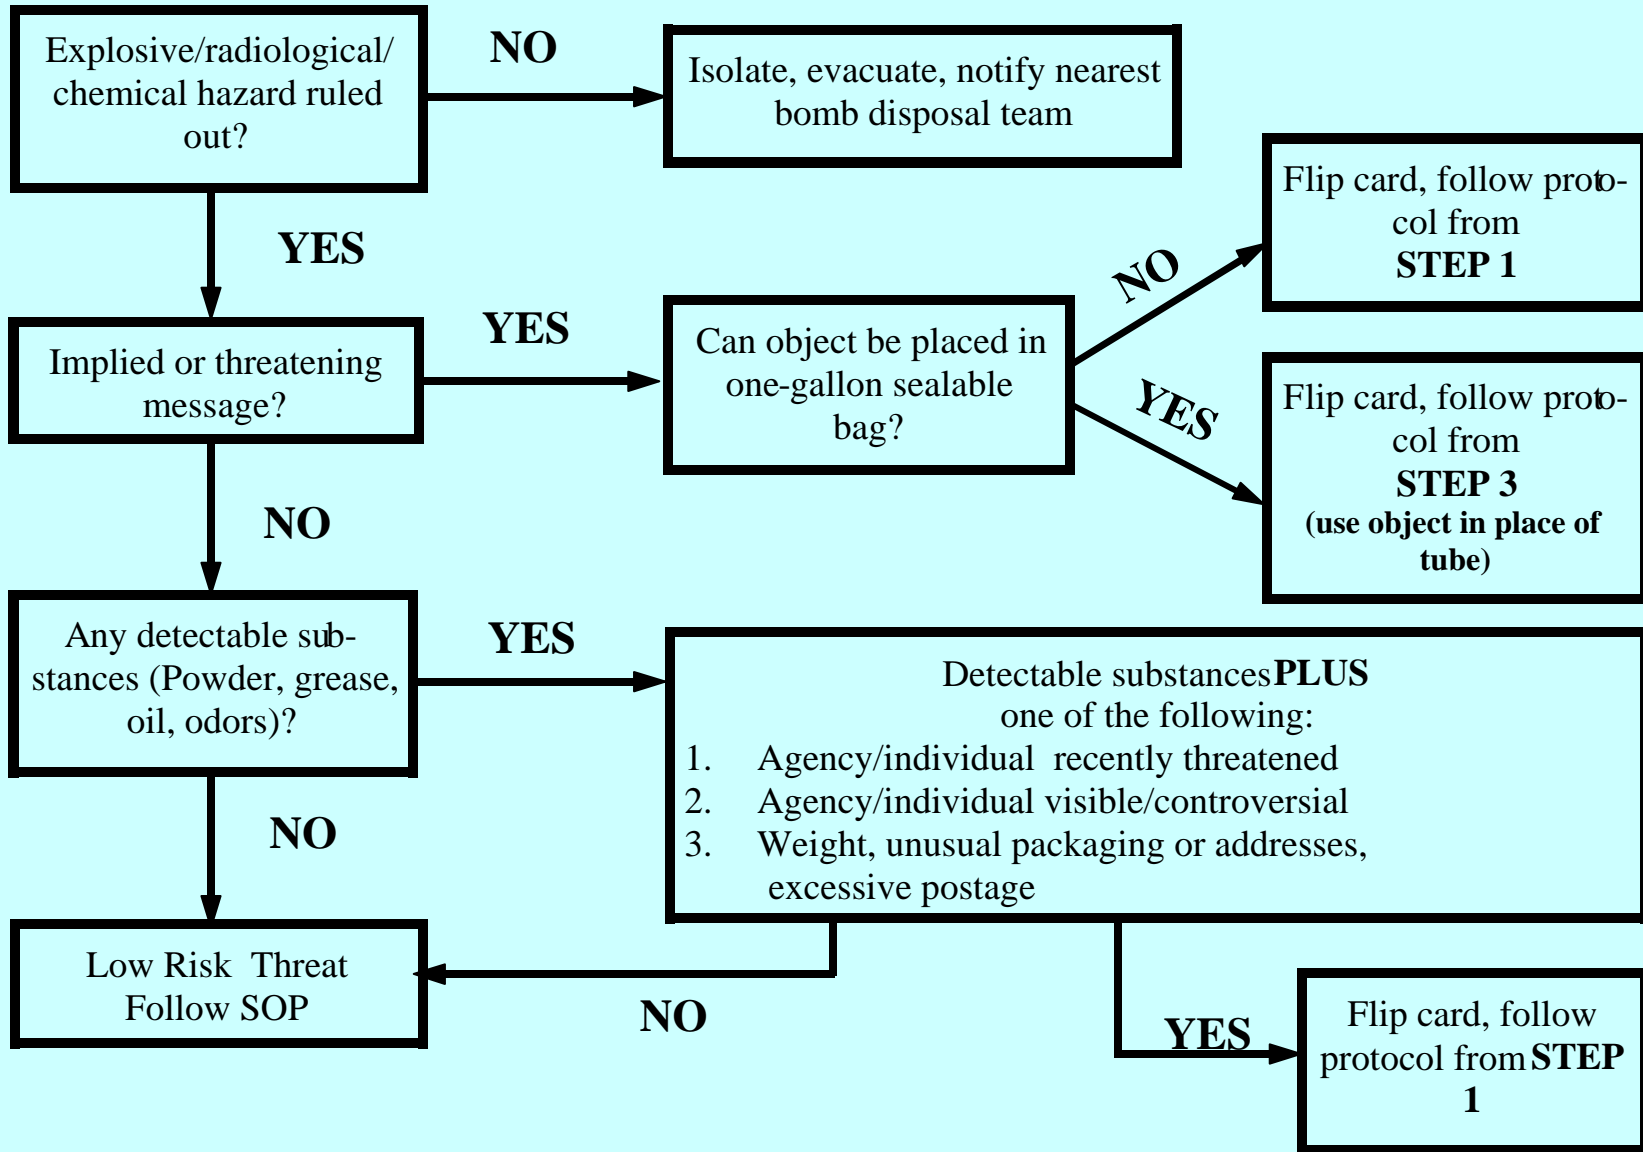 Explosive/radiological/
chemical hazard ruled
out?
NO
Isolate, evacuate, notify nearest
bomb disposal team
YES
Implied or threatening
message?
YES
Can object be placed in
one-gallon sealable
bag?
NO
Flip card, follow proto-
col from
STEP 1
YES
Flip card, follow proto-
col from
STEP 3
(use object in place of
tube)
NO
Any detectable sub-
stances (Powder, grease,
oil, odors)?
YES
Detectable substances PLUS
one of the following:
1. Agency/individual recently threatened
2. Agency/individual visible/controversial
3. Weight, unusual packaging or addresses,
excessive postage
NO
Low Risk Threat
Follow SOP
NO
YES
Flip card, follow
protocol from STEP
1